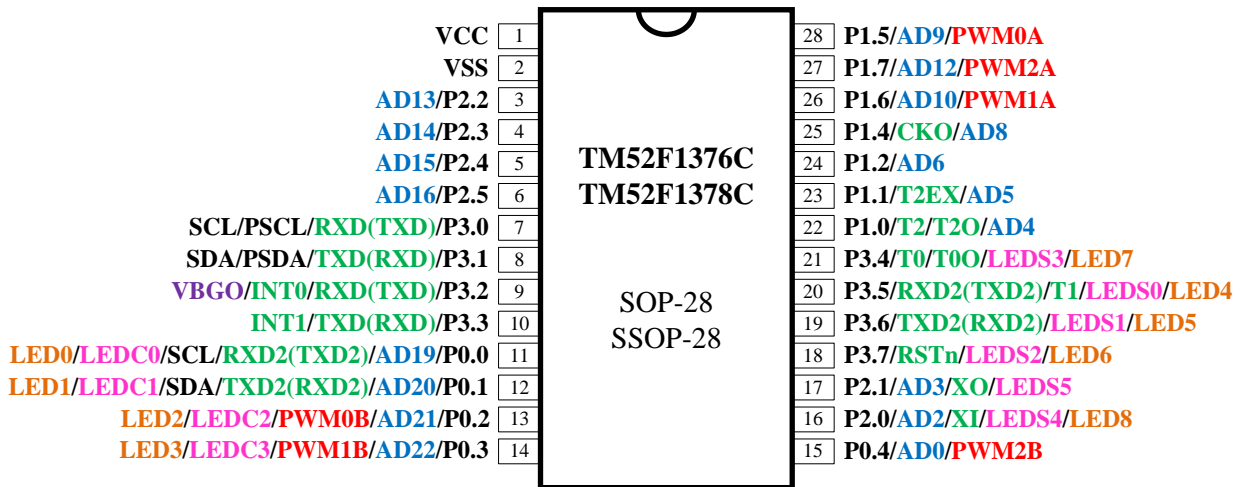 VCC 1
VSS 2
AD13/P2.2 3
AD14/P2.3 4
AD15/P2.4 5
AD16/P2.5 6
SCL/PSCL/RXD(TXD)/P3.0 7
SDA/PSDA/TXD(RXD)/P3.1 8
VBGO/INT0/RXD(TXD)/P3.2 9
INT1/TXD(RXD)/P3.3 10
LED0/LEDC0/SCL/RXD2(TXD2)/AD19/P0.0 11
LED1/LEDC1/SDA/TXD2(RXD2)/AD20/P0.1 12
LED2/LEDC2/PWM0B/AD21/P0.2 13
LED3/LEDC3/PWM1B/AD22/P0.3 14
TM52F1376C
TM52F1378C
SOP-28
SSOP-28
28 P1.5/AD9/PWM0A
27 P1.7/AD12/PWM2A
26 P1.6/AD10/PWM1A
25 P1.4/CKO/AD8
24 P1.2/AD6
23 P1.1/T2EX/AD5
22 P1.0/T2/T2O/AD4
21 P3.4/T0/T0O/LEDS3/LED7
20 P3.5/RXD2(TXD2)/T1/LEDS0/LED4
19 P3.6/TXD2(RXD2)/LEDS1/LED5
18 P3.7/RSTn/LEDS2/LED6
17 P2.1/AD3/XO/LEDS5
16 P2.0/AD2/XI/LEDS4/LED8
15 P0.4/AD0/PWM2B